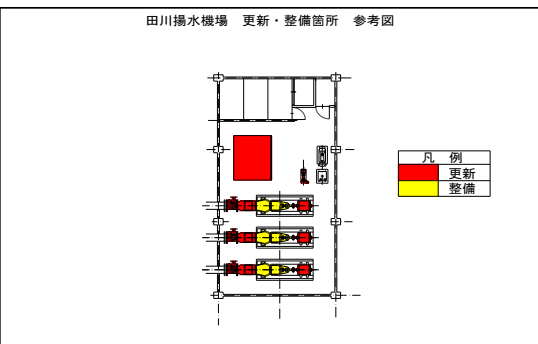 田川揚水機場　更新・整備箇所　参考図
凡　例
更新
整備